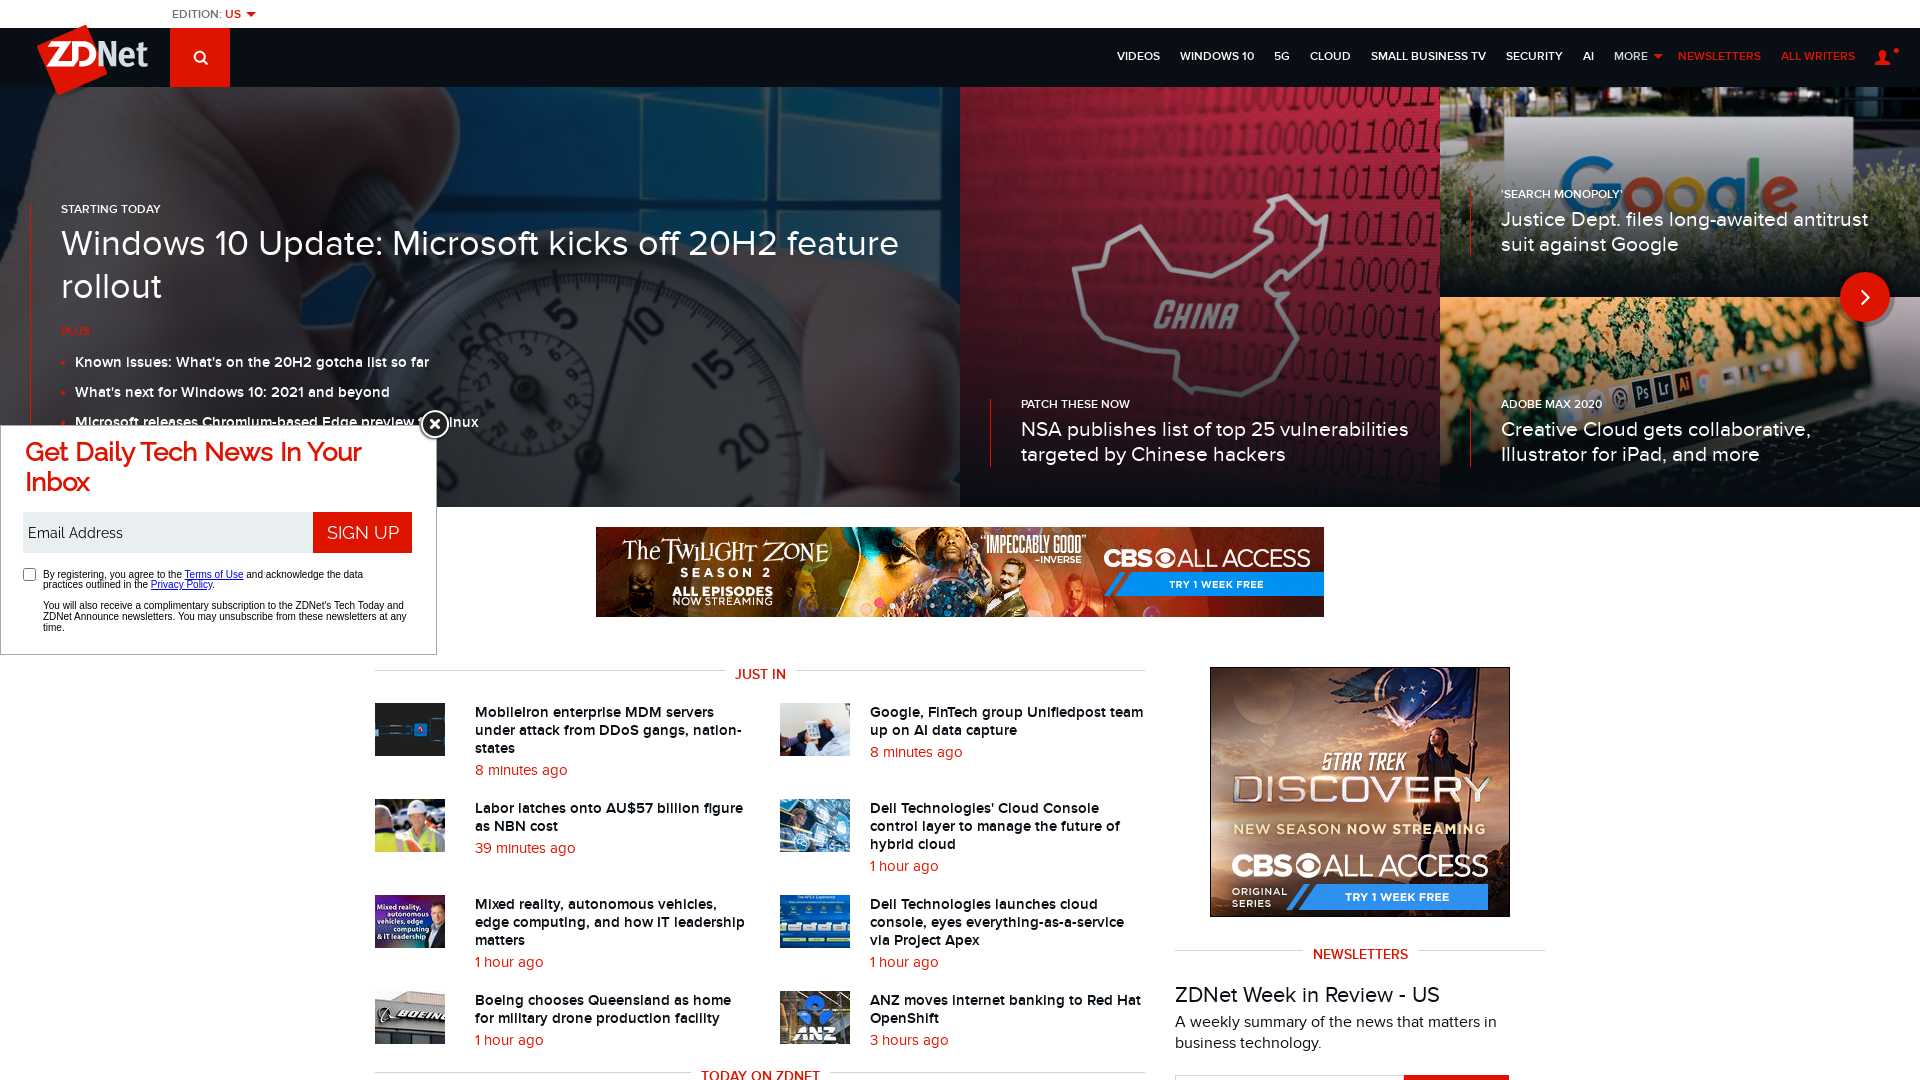 EDITION: US
ZDNet
VIDEOS WINDOWS 10 5G CLOUD SMALL BUSINESS TV SECURITY AI MORE NEWSLETTERS ALL WRITERS
STARTING TODAY
Windows 10 Update: Microsoft kicks off 20H2 feature
rollout
PLUS
Known issues: What's on the 20H2 gotcha list so far
What's next for Windows 10: 2021 and beyond
Microsoft releases Chromium-based Edge preview
CHINA
PATCH THESE NOW
NSA publishes list of top 25 vulnerabilities
targeted by Chinese hackers
Google
'SEARCH MONOPOLY'
Justice Dept. files long-awaited antitrust
suit against Google
Ps Lr Ai
ADOBE MAX 2020
Creative Cloud gets collaborative,
Illustrator for iPad, and more
Get Daily Tech News In Your
Inbox
Email Address
SIGN UP
By registering, you agree to the Terms of Use and acknowledge the data
practices outlined in the Privacy Policy.
You will also receive a complimentary subscription to the ZDNet's Tech Today and
ZDNet Announce newsletters. You may unsubscribe from these newsletters at any
time.
THE TWILIGHT ZONE
SEASON 2
ALL EPISODES
NOW STREAMING
"IMPECCABLY GOOD"
-INVERSE
CBS ALL ACCESS
TRY 1 WEEK FREE
JUST IN
MobileIron enterprise MDM servers
under attack from DDoS gangs, nation-
states
8 minutes ago
Google, FinTech group Unifiedpost team
up on AI data capture
8 minutes ago
Labor latches onto AU$57 billion figure
as NBN cost
39 minutes ago
Dell Technologies' Cloud Console
control layer to manage the future of
hybrid cloud
1 hour ago
Mixed reality,
autonomous
vehicles, edge
computing
& IT leadership
Mixed reality, autonomous vehicles,
edge computing, and how IT leadership
matters
1 hour ago
Dell Technologies launches cloud
console, eyes everything-as-a-service
via Project Apex
1 hour ago
BOEING
Boeing chooses Queensland as home
for military drone production facility
1 hour ago
ANZ
ANZ moves internet banking to Red Hat
OpenShift
3 hours ago
TODAY ON ZDNET
STAR TREK
DISCOVERY
NEW SEASON NOW STREAMING
CBS ALL ACCESS
ORIGINAL
SERIES
TRY 1 WEEK FREE
NEWSLETTERS
ZDNet Week in Review - US
A weekly summary of the news that matters in
business technology.